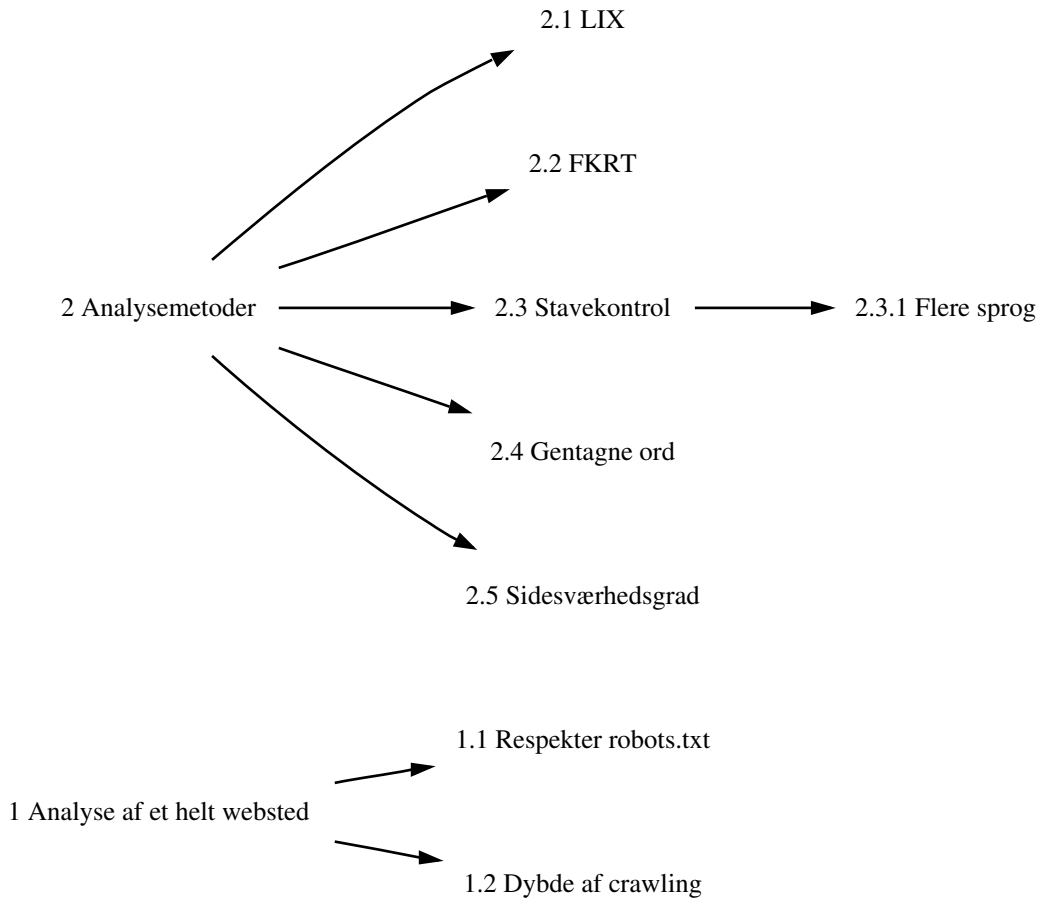 2.1 LIX
2.2 FKRT
2 Analysemetoder
2.3 Stavekontrol
2.3.1 Flere sprog
2.4 Gentagne ord
2.5 Sidesværhedsgrad
1.1 Respekter robots.txt
1 Analyse af et helt websted
1.2 Dybde af crawling